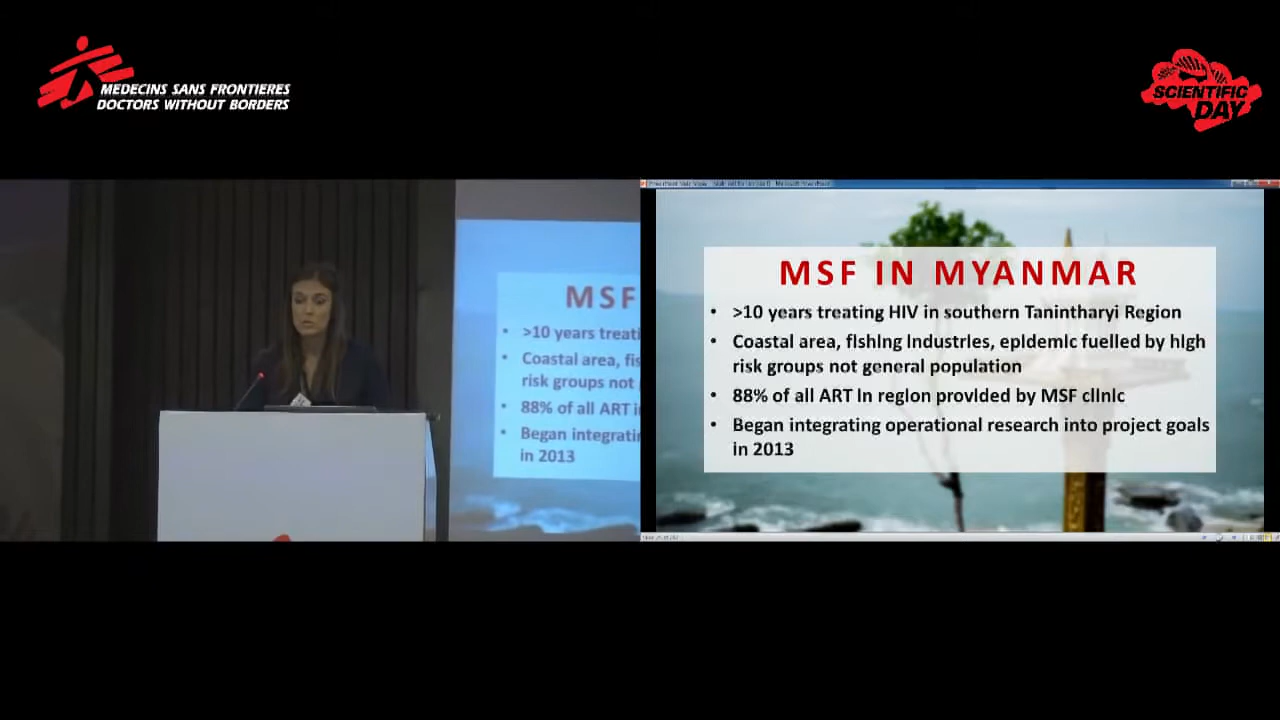 MEDECINS SANS FRONTIERES
DOCTORS WITHOUT BORDERS
SCIENTIFIC
DAY
MSF
>10 years treati
Coastal area, fis
risk groups not
88% of all ART i
Began integrati
in 2013
MSF IN MYANMAR
• >10 years treating HIV in southern Tanintharyi Region
• Coastal area, fishing industries, epidemic fuelled by high
risk groups not general population
• 88% of all ART in region provided by MSF clinic
• Began integrating operational research into project goals
in 2013